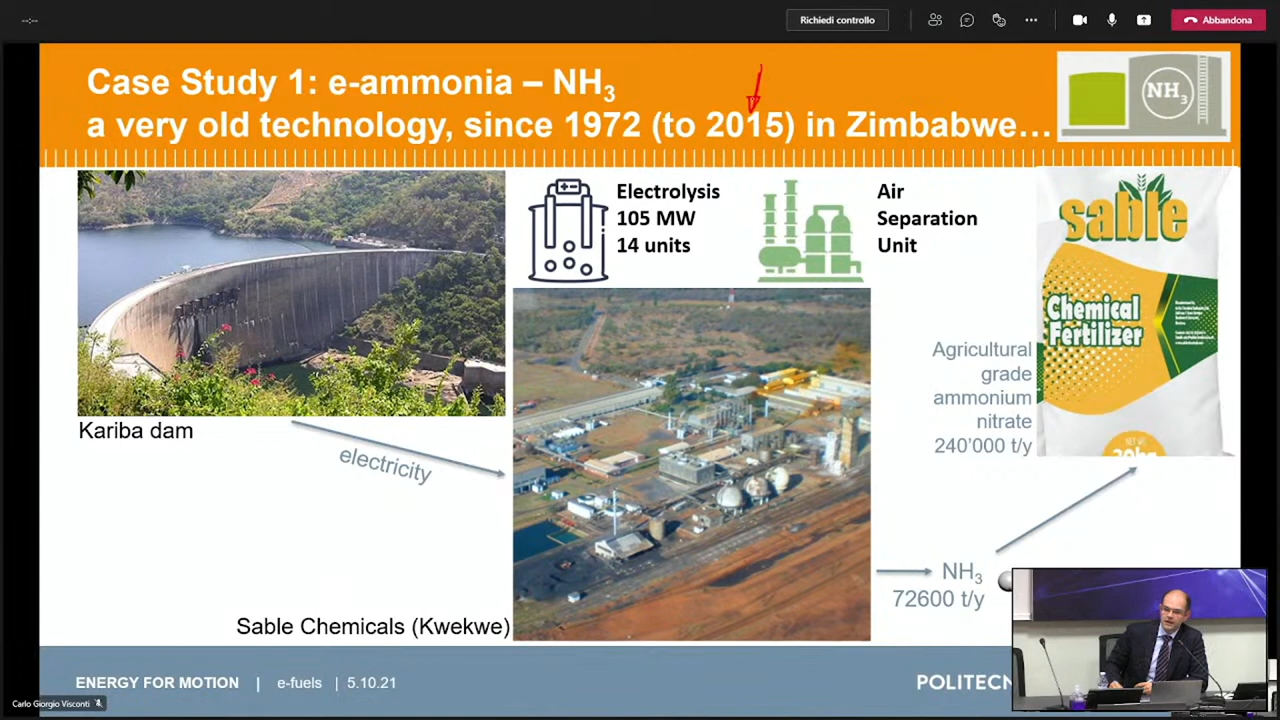 --:--
Richiedi controllo
Abbandona
Case Study 1: e-ammonia – NH3
a very old technology, since 1972 (to 2015) in Zimbabwe…
NH3
Electrolysis
105 MW
14 units
Air
Separation
Unit
sable
Chemical
Fertilizer
Agricultural
grade
ammonium
nitrate
240'000 t/y
Kariba dam
electricity
NH3
72600 t/y
Sable Chemicals (Kwekwe)
ENERGY FOR MOTION | e-fuels | 5.10.21
POLITECN
Carlo Giorgio Visconti